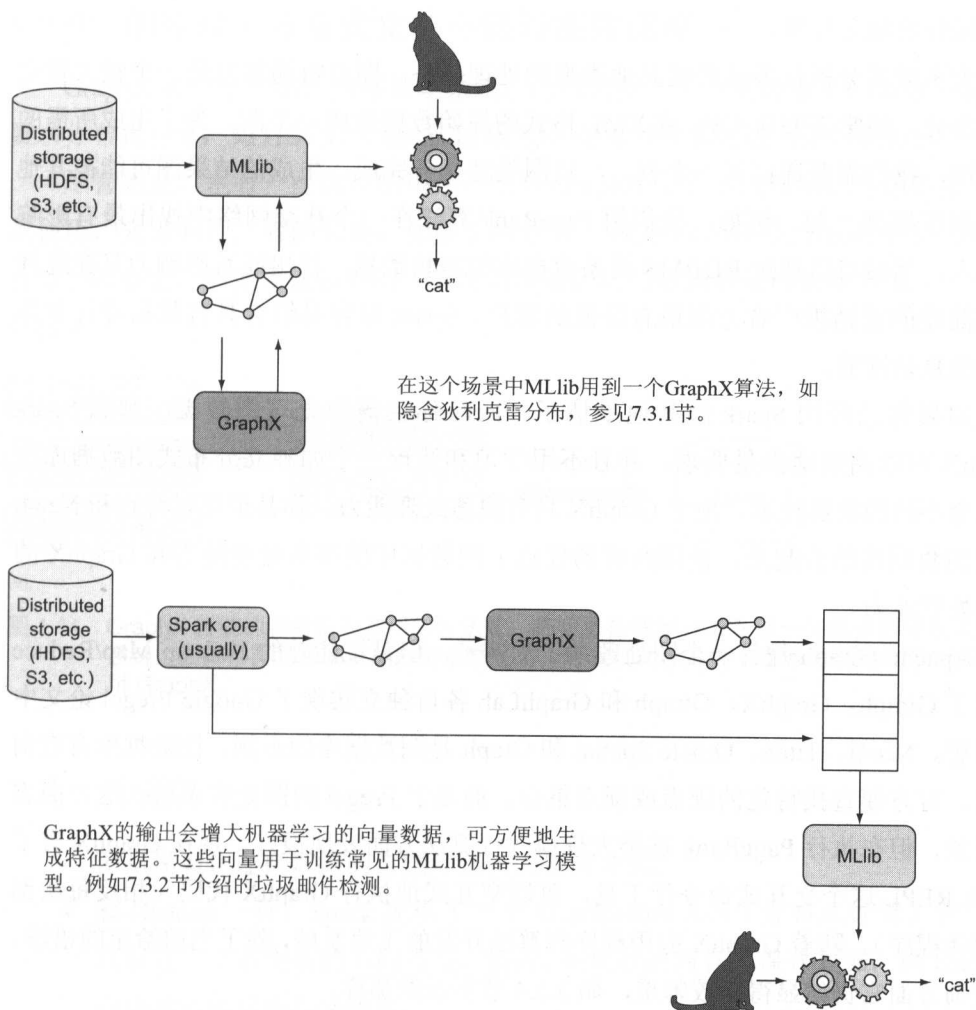 Distributed
storage
(HDFS,
S3, etc.)
MLlib
“cat”
GraphX
在这个场景中MLlib用到一个GraphX算法，如
隐含狄利克雷分布，参见7.3.1节。
Distributed
storage
(HDFS,
S3, etc.)
Spark core
(usually)
GraphX
GraphX的输出会增大机器学习的向量数据，可方便地生
成特征数据。这些向量用于训练常见的MLlib机器学习模
型。例如7.3.2节介绍的垃圾邮件检测。
MLlib
“cat”